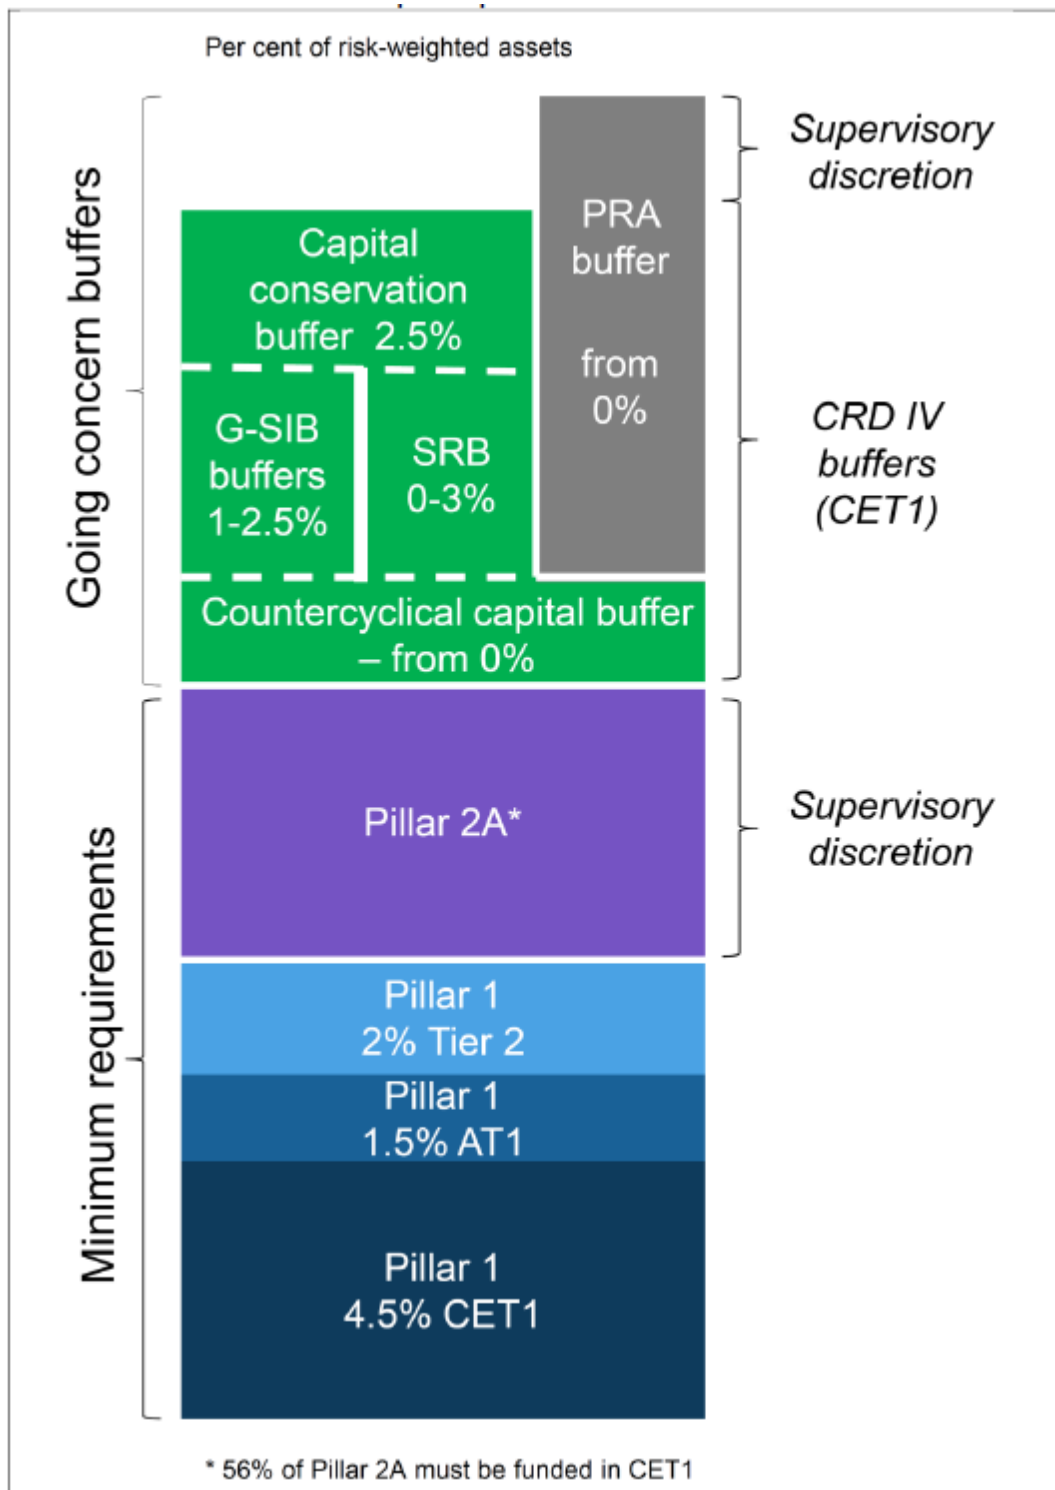 Per cent of risk-weighted assets
Going concern buffers
Capital
conservation
buffer 2.5%
G-SIB
buffers
1-2.5%
SRB
0-3%
PRA
buffer
from
0%
Countercyclical capital buffer
– from 0%
Supervisory
discretion
CRD IV
buffers
(CET1)
Minimum requirements
Pillar 2A*
Supervisory
discretion
Pillar 1
2% Tier 2
Pillar 1
1.5% AT1
Pillar 1
4.5% CET1
* 56% of Pillar 2A must be funded in CET1